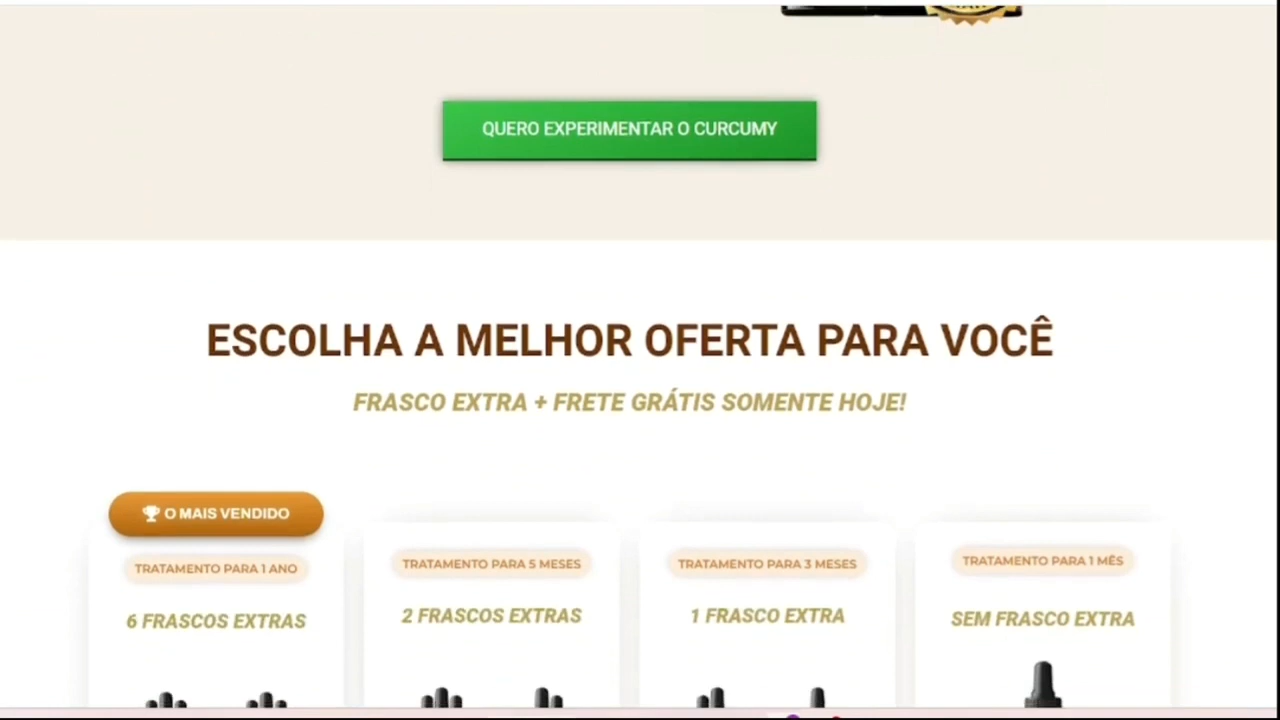 QUERO EXPERIMENTAR O CURCUMY
ESCOLHA A MELHOR OFERTA PARA VOCÊ
FRASCO EXTRA + FRETE GRÁTIS SOMENTE HOJE!
O MAIS VENDIDO
TRATAMENTO PARA 1 ANO
6 FRASCOS EXTRAS
TRATAMENTO PARA 5 MESES
2 FRASCOS EXTRAS
TRATAMENTO PARA 3 MESES
1 FRASCO EXTRA
TRATAMENTO PARA 1 MÊS
SEM FRASCO EXTRA